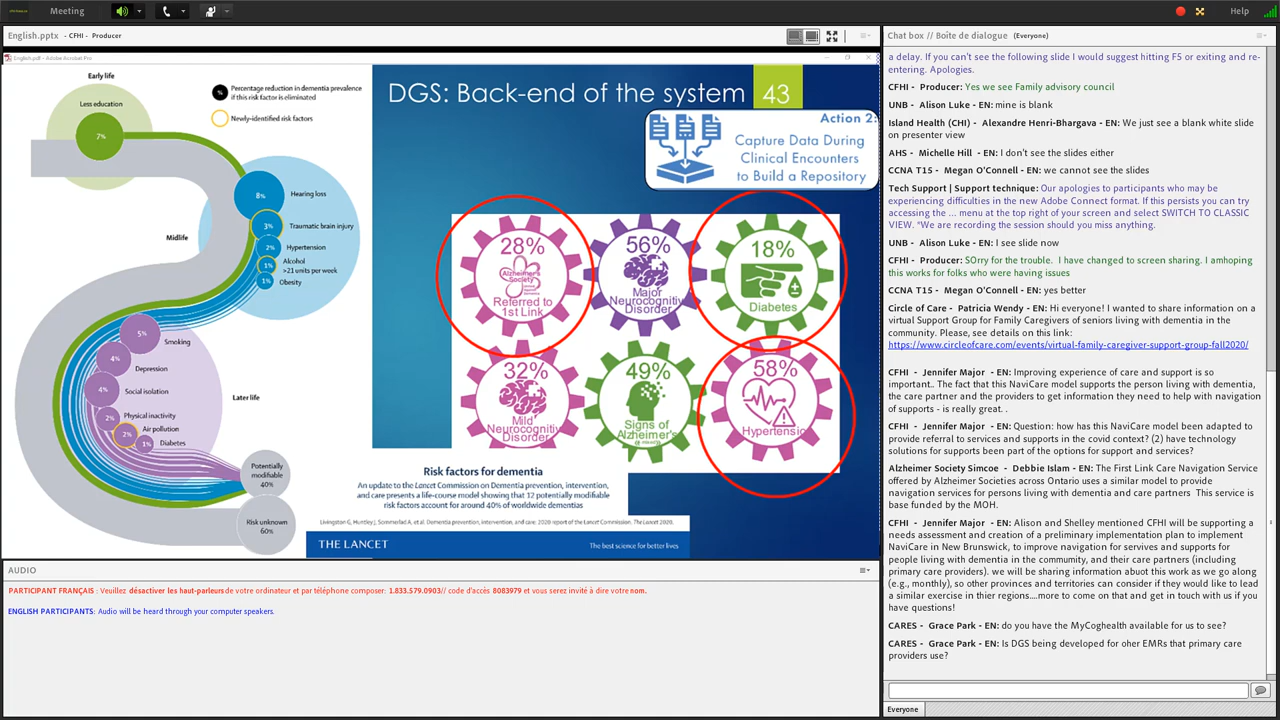 Meeting
Help
English.pptx - CFHI - Producer
English.pdf - Adobe Acrobat Pro
Early life
Less education
7%
% Percentage reduction in dementia prevalence
if this risk factor is eliminated
Newly-identified risk factors
8%
Hearing loss
3%
Traumatic brain injury
Midlife
2%
Hypertension
1%
Alcohol
>21 units per week
1%
Obesity
5%
Smoking
4%
Depression
4%
Social isolation
Later life
2%
Physical inactivity
2%
Air pollution
1%
Diabetes
Potentially
modifiable
40%
Risk unknown
60%
DGS: Back-end of the system 43
Action 2:
Capture Data During
Clinical Encounters
to Build a Repository
28%
Alzheimer's
Society
Referred to
1st Link
56%
Major
Neurocognitiv
Disorder
18%
Diabetes
32%
Mild
Neurocognitiv
Disorder
49%
Signs of
Alzheimer's
58%
Hypertensic
Risk factors for dementia
An update to the Lancet Commission on Dementia prevention, intervention,
and care presents a life-course model showing that 12 potentially modifiable
risk factors account for around 40% of worldwide dementias
Livingston G, Huntley J, Sommerlad A, et al. Dementia prevention, intervention, and care: 2020 report of the Lancet Commission. The Lancet 2020.
THE LANCET
The best science for better lives
AUDIO
PARTICIPANT FRANÇAIS : Veuillez désactiver les haut-parleurs de votre ordinateur et par téléphone composer: 1.833.579.0903// code d'accès 8083979 et vous serez invité à dire votre nom.
ENGLISH PARTICIPANTS: Audio will be heard through your computer speakers.
Chat box // Boîte de dialogue (Everyone)
a delay. If you can't see the following slide I would suggest hitting F5 or exiting and re-
entering. Apologies.
CFHI - Producer: Yes we see Family advisory council
UNB - Alison Luke - EN: mine is blank
Island Health (CHI) - Alexandre Henri-Bhargava - EN: We just see a blank white slide
on presenter view
AHS - Michelle Hill - EN: I don't see the slides either
CCNA T15 - Megan O'Connell - EN: we cannot see the slides
Tech Support | Support technique: Our apologies to participants who may be
experiencing difficulties in the new Adobe Connect format. If this persists you can try
accessing the ... menu at the top right of your screen and select SWITCH TO CLASSIC
VIEW. *We are recording the session should you miss anything.
UNB - Alison Luke - EN: I see slide now
CFHI - Producer: SOrry for the trouble. I have changed to screen sharing. I amhoping
this works forfolks who were having issues
CCNA T15 - Megan O'Connell - EN: yes better
Circle of Care - Patricia Wendy - EN: Hi everyone! I wanted to share information on a
virtual Support Group for Family Caregivers of seniors living with dementia in the
community. Please, see details on this link:
https://www.circleofcare.com/events/virtual-family-caregiver-support-group-fall2020/
CFHI - Jennifer Major - EN: Improving experience of care and support is so
important.. The fact that this NaviCare model supports the person living with dementia,
the care partner and the providers to get information they need to help with navigation
of supports - is really great. .
CFHI - Jennifer Major - EN: Question: how has this NaviCare model been adapted to
provide referral to services and supports in the covid context? (2) have technology
solutions for supports been part of the options for support and services?
Alzheimer Society Simcoe - Debbie Islam - EN: The First Link Care Navigation Service
offered by Alzheimer Societies across Ontario uses a similar model to provide
navigation services for persons living with dementia and care partners This service is
base funded by the MOH.
CFHI - Jennifer Major - EN: Alison and Shelley mentioned CFHI will be supporting a
needs assessment and creation of preliminary implementation plan to implement
NaviCare in New Brunswick, to improve navigation for services and supports for
people living with dementia in the community, and their care partners (including
primary care providers). we will be sharing information about this work as we go along
(e.g., monthly), so other provinces and territories can consider if they would like to lead
a similar exercise in thier regions....more to come on that and get in touch with us if you
have questions!
CARES - Grace Park - EN: do you have the MyCoghealth available for us to see?
CARES - Grace Park - EN: Is DGS being developed for oher EMRs that primary care
providers use?
Everyone